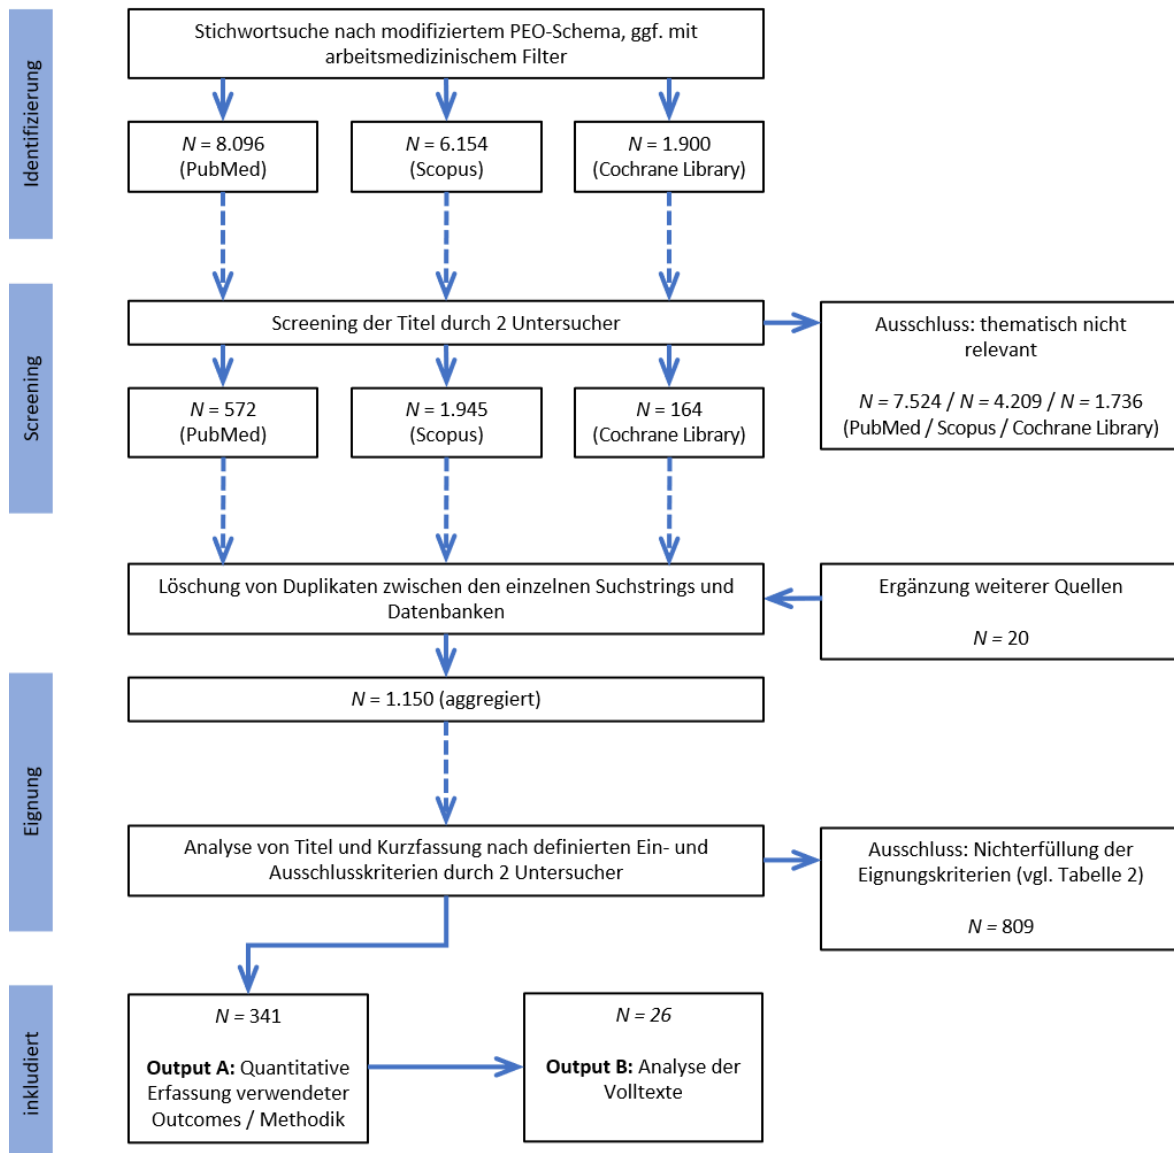 Identifizierung
Stichwortsuche nach modifiziertem PEO-Schema, ggf. mit
arbeitsmedizinischem Filter
N = 8.096
(PubMed)
N = 6.154
(Scopus)
N = 1.900
(Cochrane Library)
Screening
Screening der Titel durch 2 Untersucher
Ausschluss: thematisch nicht
relevant
N = 7.524 / N = 4.209 / N = 1.736
(PubMed / Scopus / Cochrane Library)
N = 572
(PubMed)
N = 1.945
(Scopus)
N = 164
(Cochrane Library)
Löschung von Duplikaten zwischen den einzelnen Suchstrings und
Datenbanken
Ergänzung weiterer Quellen
N = 20
Eignung
N = 1.150 (aggregiert)
Analyse von Titel und Kurzfassung nach definierten Ein- und
Ausschlusskriterien durch 2 Untersucher
Ausschluss: Nichterfüllung der
Eignungskriterien (vgl. Tabelle 2)
N = 809
inkludiert
N = 341
Output A: Quantitative
Erfassung verwendeter
Outcomes / Methodik
N = 26
Output B: Analyse der
Volltexte